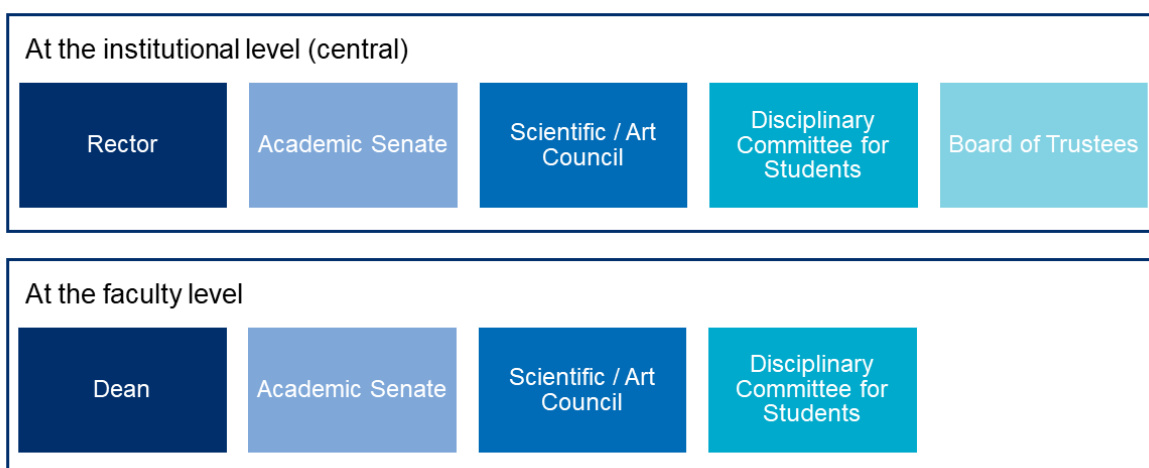 At the institutional level (central)
Rector
Academic Senate
Scientific / Art
Council
Disciplinary
Committee for
Students
Board of Trustees
At the faculty level
Dean
Academic Senate
Scientific / Art
Council
Disciplinary
Committee for
Students